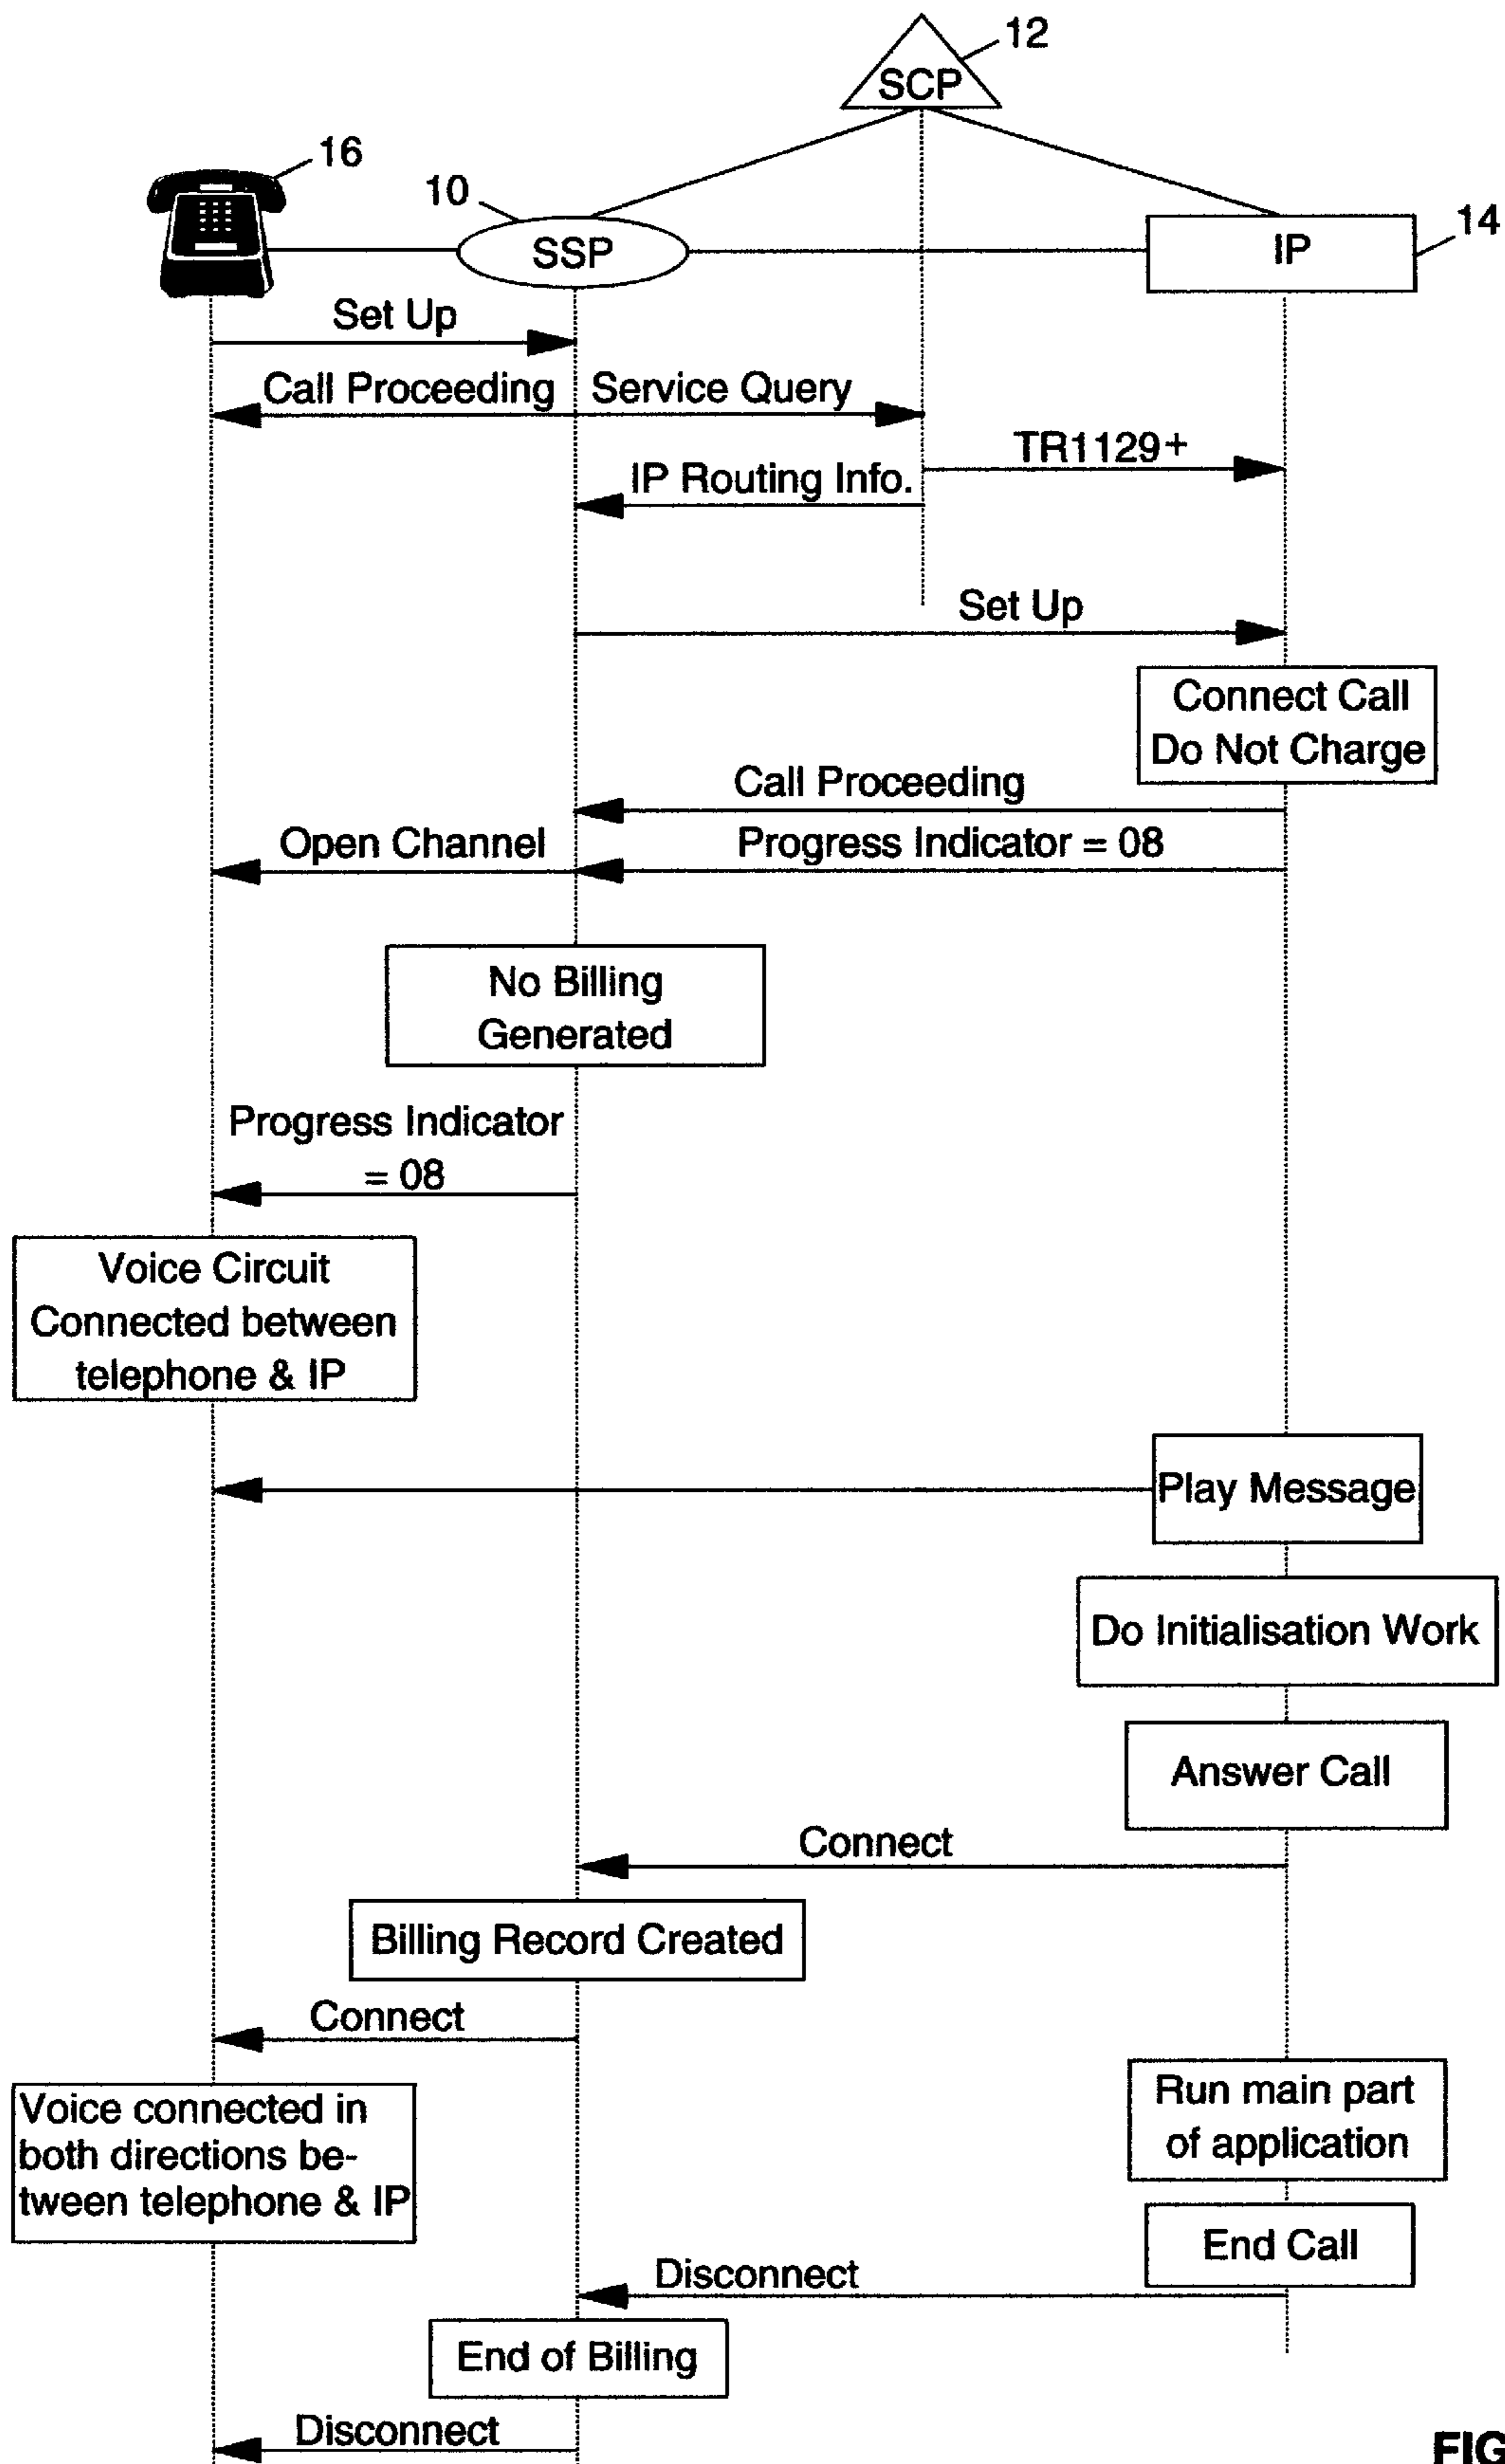 12
SCP
16
10
SSP
IP
14
Set Up
Call Proceeding
Service Query
TR1129+
IP Routing Info.
Set Up
Connect Call
Do Not Charge
Call Proceeding
Open Channel
Progress Indicator = 08
No Billing
Generated
Progress Indicator
= 08
Voice Circuit
Connected between
telephone & IP
Play Message
Do Initialisation Work
Answer Call
Connect
Billing Record Created
Connect
Run main part
of application
Voice connected in
both directions be-
tween telephone & IP
End Call
Disconnect
End of Billing
Disconnect
FIG